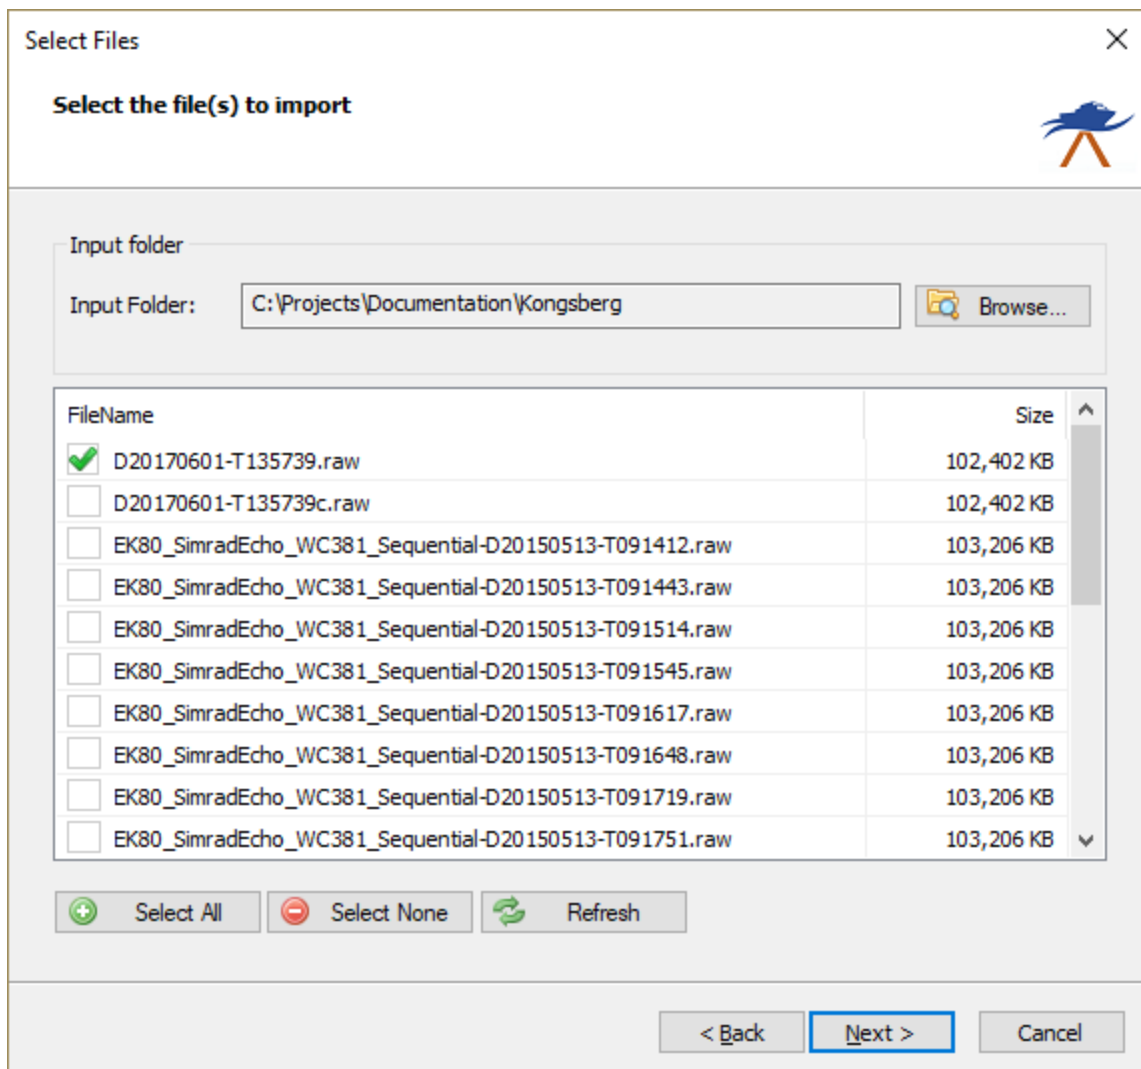 Select Files
Select the file(s) to import
Input folder
Input Folder: C:\Projects\Documentation\Kongsberg Browse...
FileName Size
D20170601-T135739.raw 102,402 KB
D20170601-T135739c.raw 102,402 KB
EK80_SimradEcho_WC381_Sequential-D20150513-T091412.raw 103,206 KB
EK80_SimradEcho_WC381_Sequential-D20150513-T091443.raw 103,206 KB
EK80_SimradEcho_WC381_Sequential-D20150513-T091514.raw 103,206 KB
EK80_SimradEcho_WC381_Sequential-D20150513-T091545.raw 103,206 KB
EK80_SimradEcho_WC381_Sequential-D20150513-T091617.raw 103,206 KB
EK80_SimradEcho_WC381_Sequential-D20150513-T091648.raw 103,206 KB
EK80_SimradEcho_WC381_Sequential-D20150513-T091719.raw 103,206 KB
EK80_SimradEcho_WC381_Sequential-D20150513-T091751.raw 103,206 KB
Select All Select None Refresh
< Back Next > Cancel